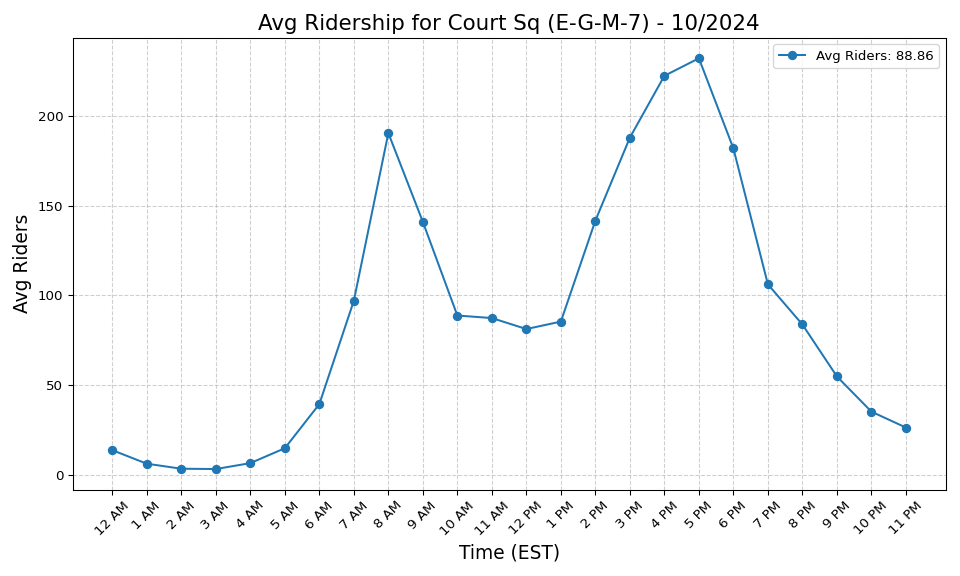 Avg Ridership for Court Sq (E-G-M-7) - 10/2024
Avg Riders: 88.86
Avg Riders
200
150
100
50
0
12 AM
1 AM
2 AM
3 AM
4 AM
5 AM
6 AM
7 AM
8 AM
9 AM
10 AM
11 AM
12 PM
1 PM
2 PM
3 PM
4 PM
5 PM
6 PM
7 PM
8 PM
9 PM
10 PM
11 PM
Time (EST)